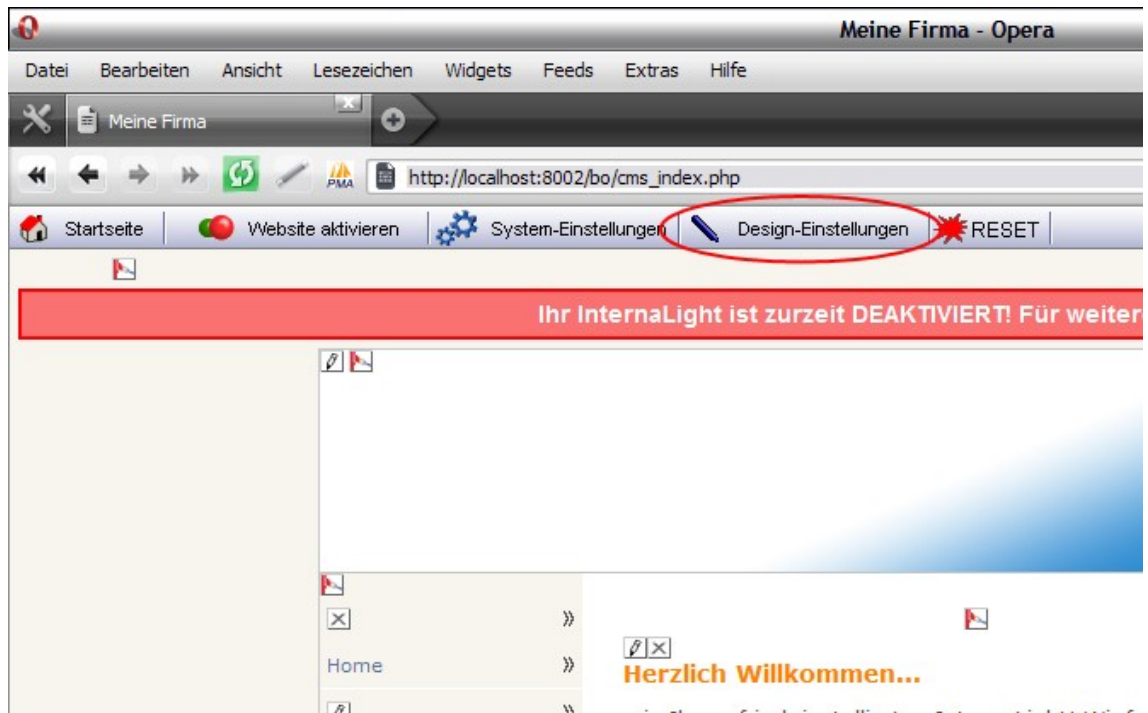 Meine Firma - Opera
Datei Bearbeiten Ansicht Lesezeichen Widgets Feeds Extras Hilfe
Meine Firma
PMA http://localhost:8002/bo/cms_index.php
Startseite Website aktivieren System-Einstellungen Design-Einstellungen RESET
Ihr InternaLight ist zurzeit DEAKTIVIERT! Für
Home
Herzlich Willkommen...